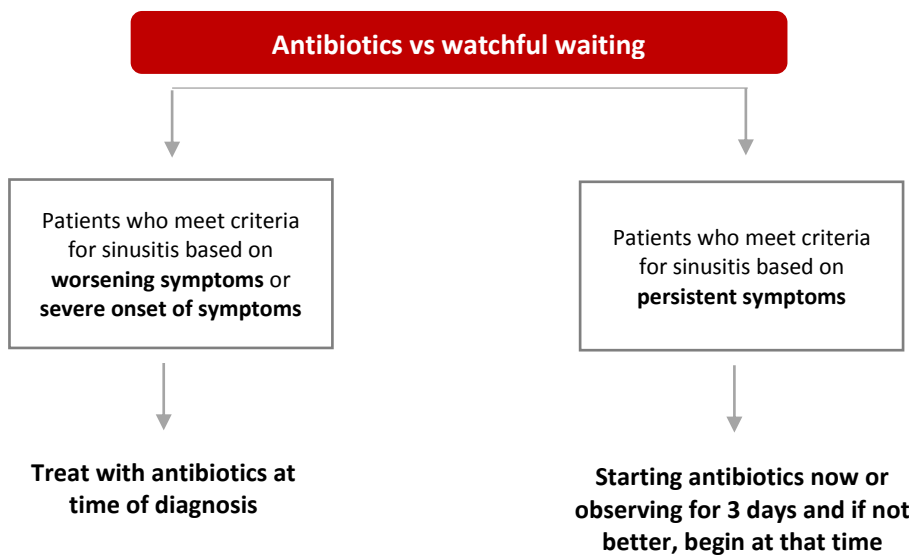 Antibiotics vs watchful waiting
Patients who meet criteria
for sinusitis based on
worsening symptoms or
severe onset of symptoms
Treat with antibiotics at
time of diagnosis
Patients who meet criteria
for sinusitis based on
persistent symptoms
Starting antibiotics now or
observing for 3 days and if not
better, begin at that time